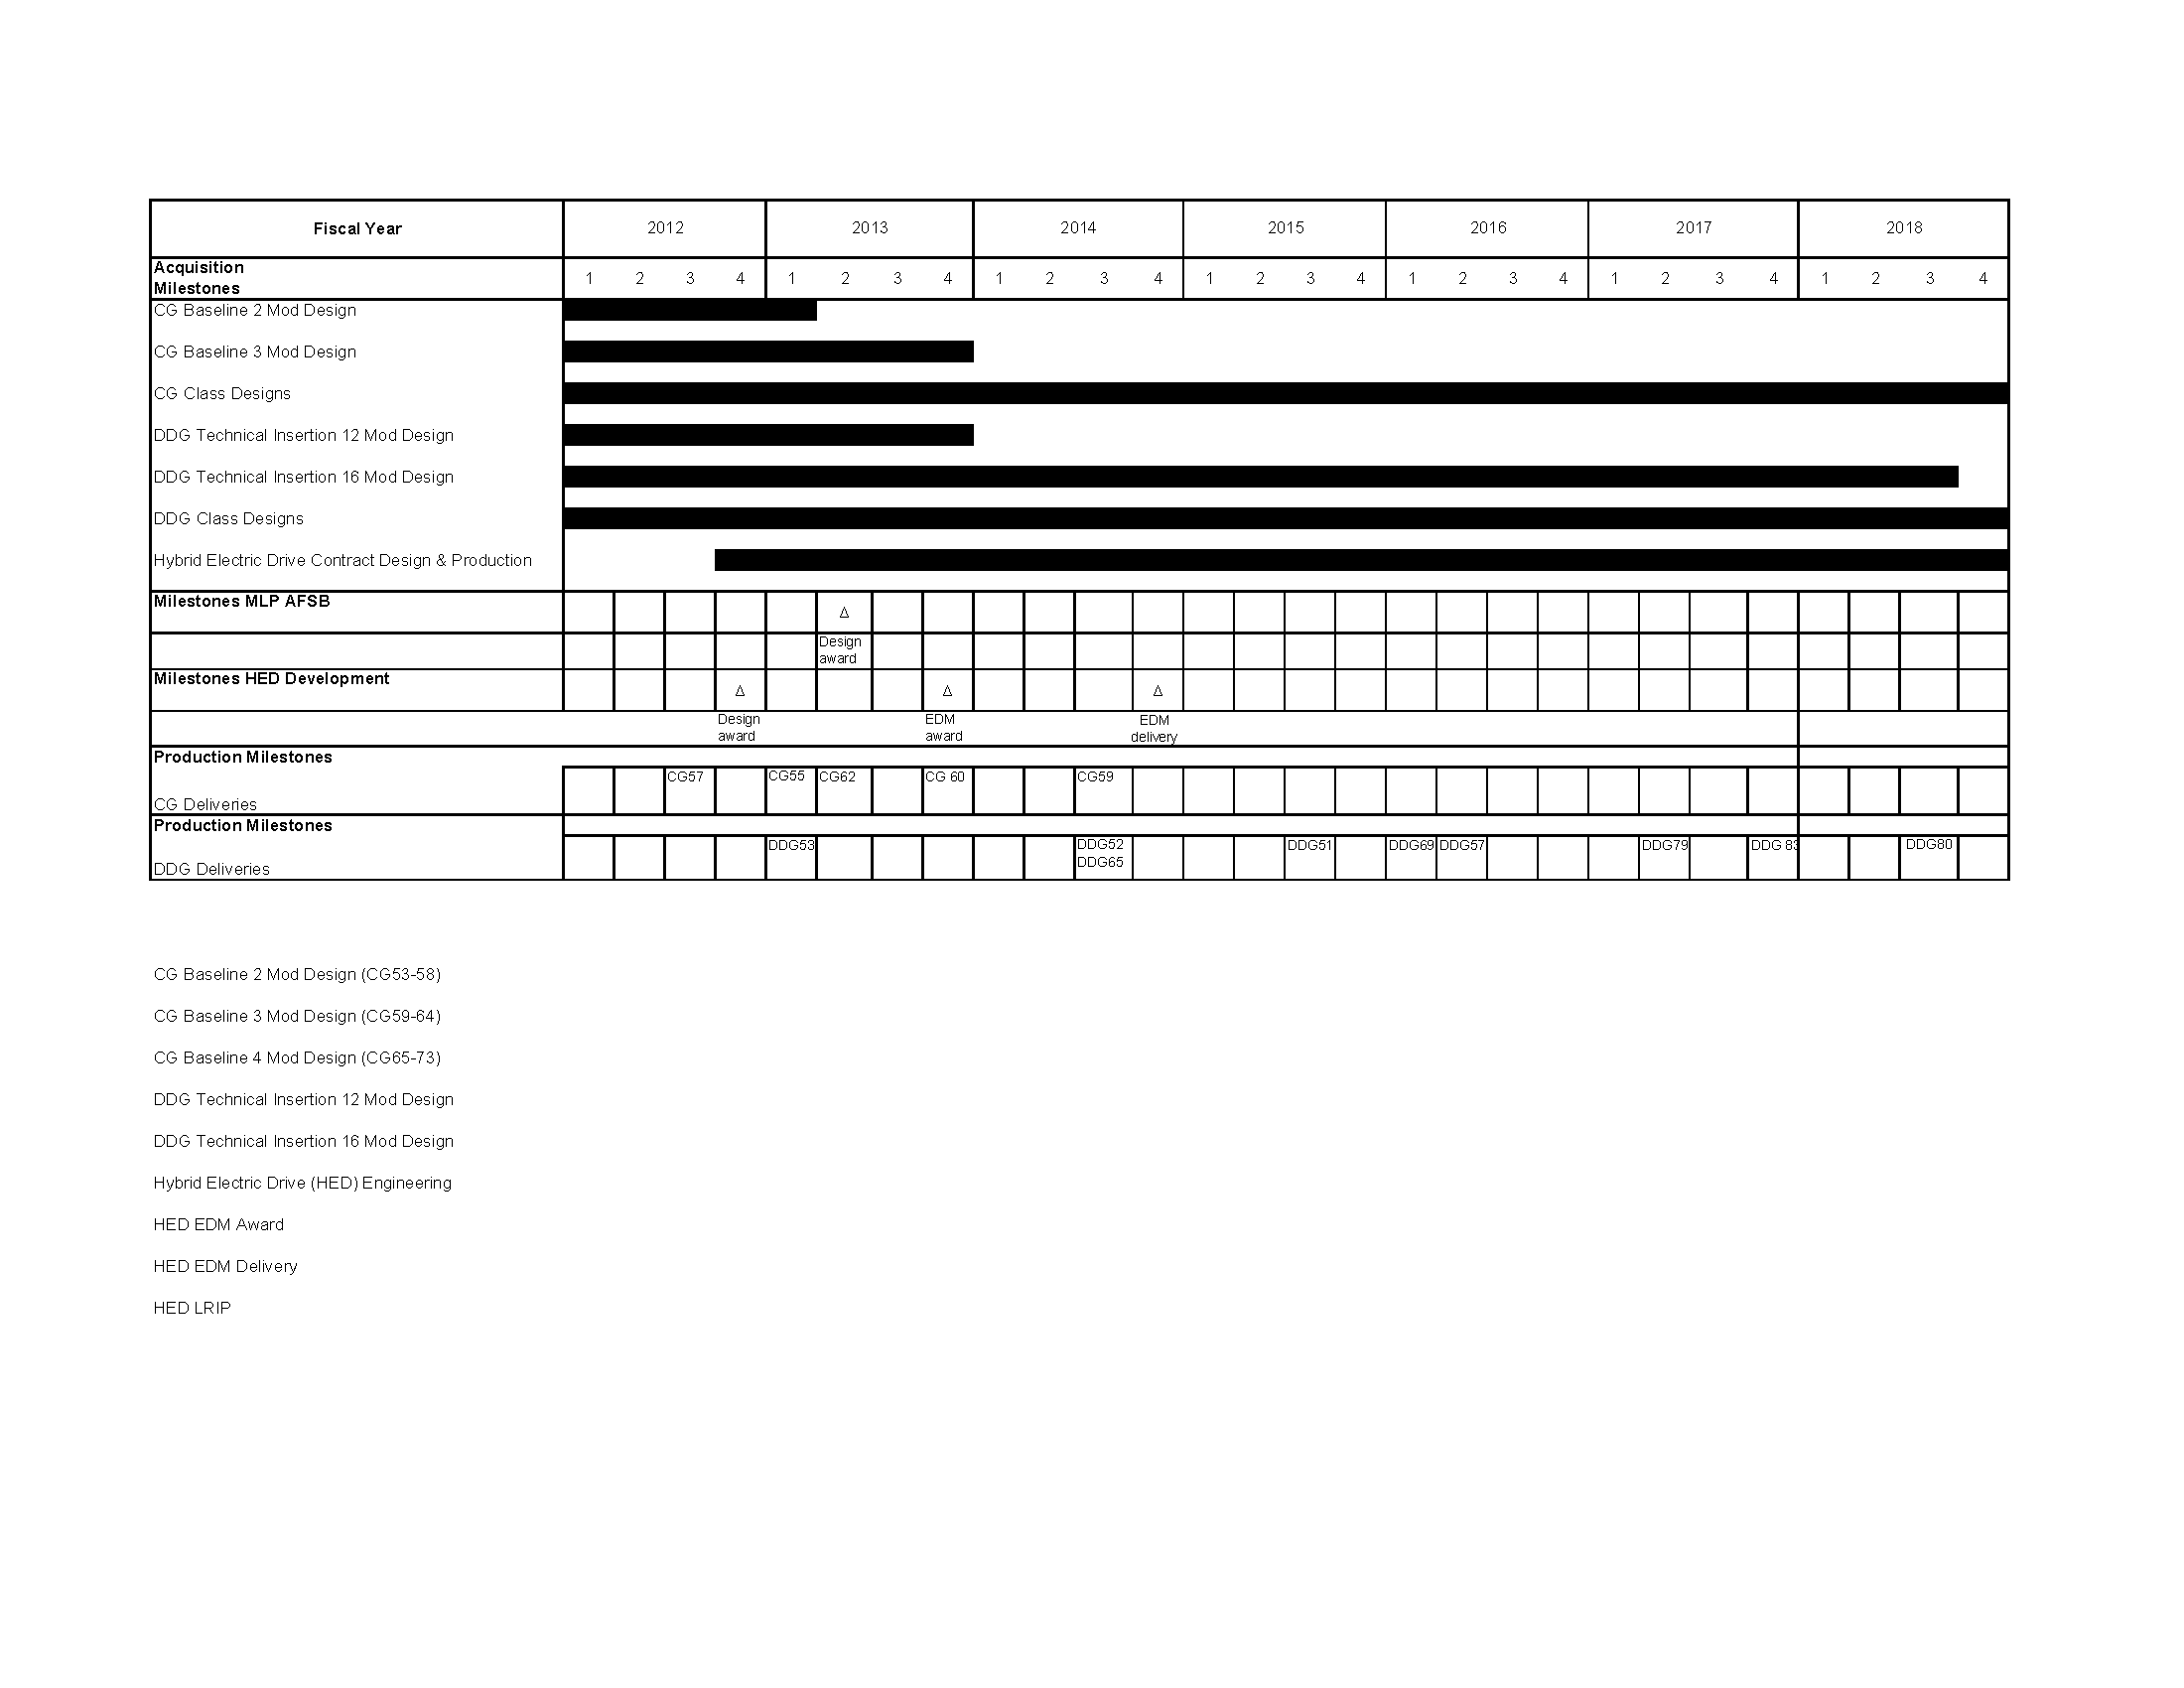 Fiscal Year 2012 2013 2014 2015 2016 2017 2018
Acquisition
Milestones 1 2 3 4 1 2 3 4 1 2 3 4 1 2 3 4 1 2 3 4 1 2 3 4 1 2 3 4
CG Baseline 2 Mod Design
CG Baseline 3 Mod Design
CG Class Designs
DDG Technical Insertion 12 Mod Design
DDG Technical Insertion 16 Mod Design
DDG Class Designs
Hybrid Electric Drive Contract Design & Production
Milestones MLP AFSB
Δ
Design
award
Milestones HED Development
Δ Δ Δ
Design EDM EDM
award award delivery
Production Milestones
CG57 CG55 CG62 CG 60 CG59
CG Deliveries
Production Milestones
DDG53 DDG52 DDG51 DDG69 DDG57 DDG79 DDG 83 DDG80
DDG65
DDG Deliveries
CG Baseline 2 Mod Design (CG53-58)
CG Baseline 3 Mod Design (CG59-64)
CG Baseline 4 Mod Design (CG65-73)
DDG Technical Insertion 12 Mod Design
DDG Technical Insertion 16 Mod Design
Hybrid Electric Drive (HED) Engineering
HED EDM Award
HED EDM Delivery
HED LRIP